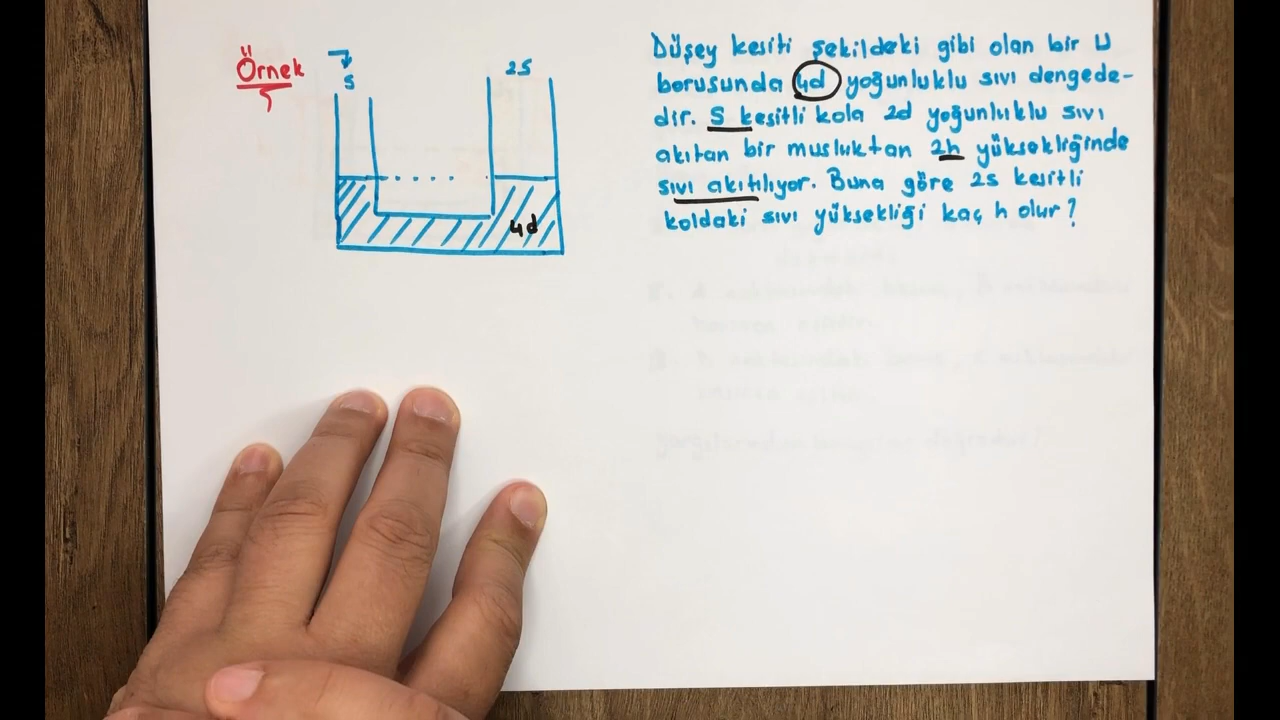 Örnek
S
2S
4d
Düşey kesiti şekildeki gibi olan bir U
borusunda 4d yoğunluklu sıvı dengede-
dir. S kesitli kola 2d yoğunluklu sıvı
akıtan bir musluktan 2h yüksekliğinde
sıvı akıtılıyor. Buna göre 2s kesitli
koldaki sıvı yüksekliği kaç h olur?